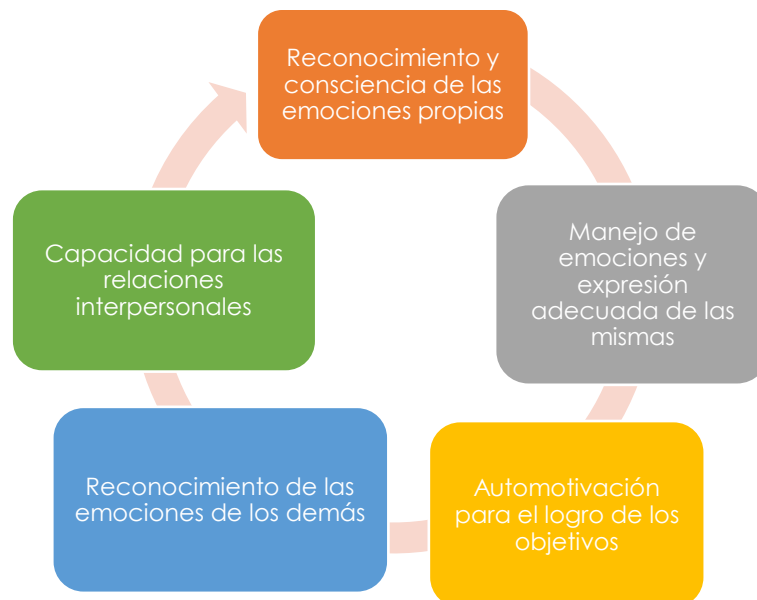 Reconocimiento y
consciencia de las
emociones propias
Manejo de
emociones y
expresión
adecuada de las
mismas
Automotivación
para el logro de los
objetivos
Reconocimiento de las
emociones de los demás
Capacidad para las
relaciones
interpersonales